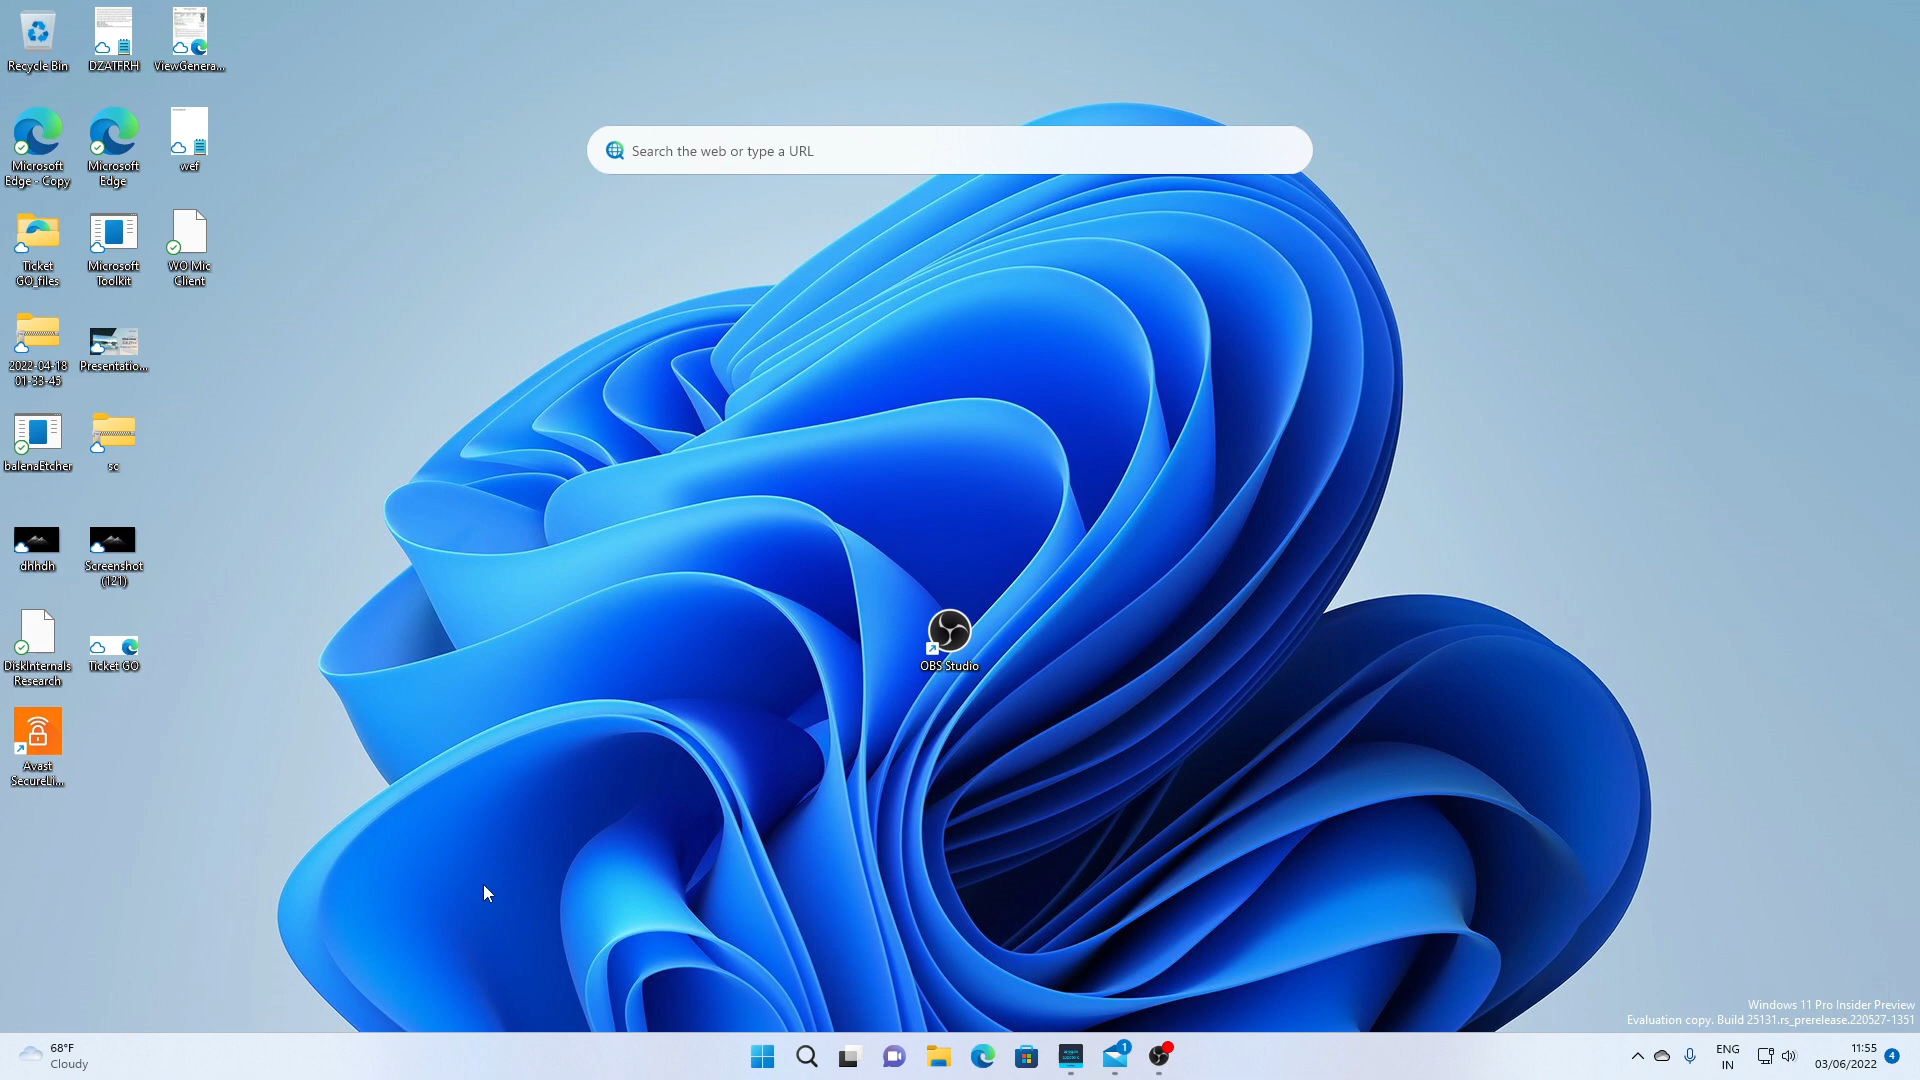 Recycle Bin
DZATFRH
ViewGenera...
Microsoft
Edge - Copy
Microsoft
Edge
wef
Ticket
GO_files
Microsoft
Toolkit
WO Mic
Client
2022-04-18
01-33-45
Presentatio...
balenaEtcher
sc
dhhdh
Screenshot
(121)
DiskInternals
Research
Ticket GO
Avast
SecureLi...
Search the web or type a URL
OBS Studio
Windows 11 Pro Insider Preview
Evaluation copy. Build 25131.rs_prerelease.220527-1351
68°F
Cloudy
1
ENG
IN
11:55
03/06/2022
4